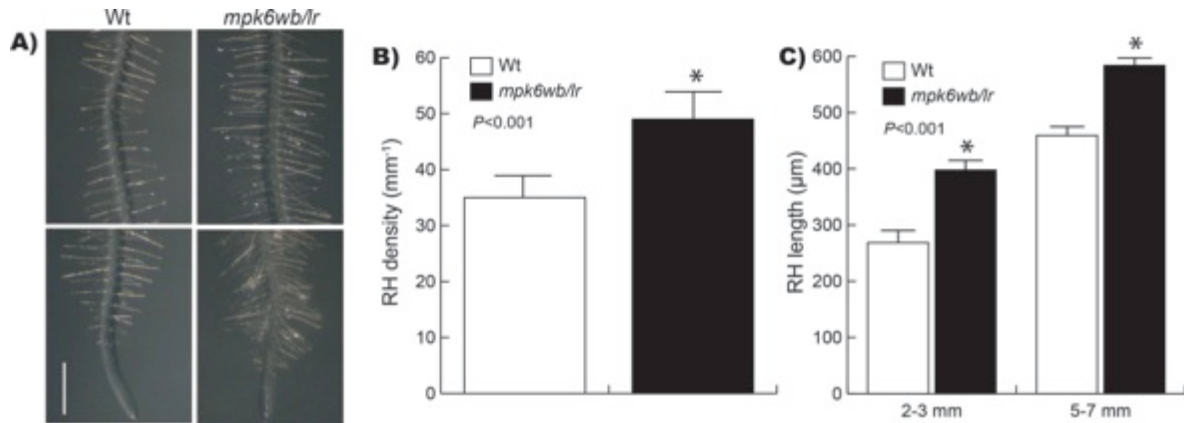 A)
Wt
mpk6wb/lr
B)
RH density (mm-1)
60
50
40
30
20
10
0
Wt
mpk6wb/lr
P<0.001
*
C)
RH length (µm)
600
500
400
300
200
100
0
Wt
mpk6wb/lr
P<0.001
*
*
2-3 mm
5-7 mm